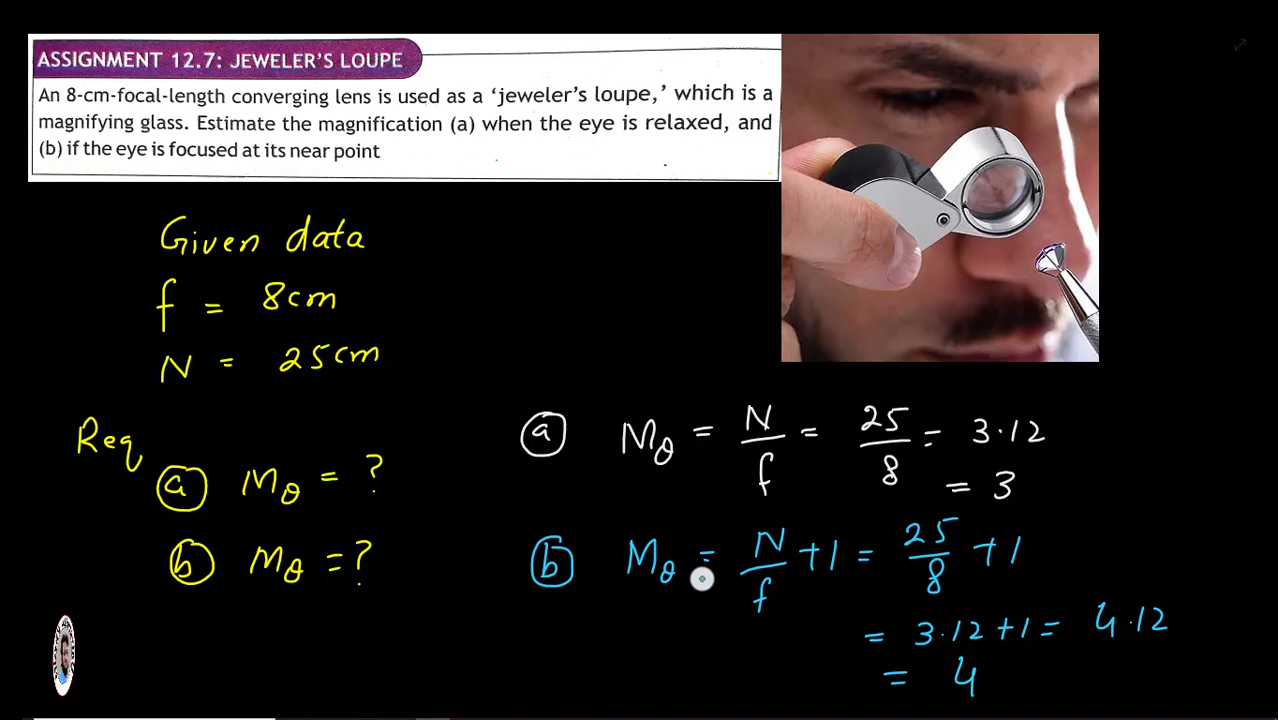 ASSIGNMENT 12.7: JEWELER'S LOUPE
An 8-cm-focal-length converging lens is used as a 'jeweler's loupe,' which is a
magnifying glass. Estimate the magnification (a) when the eye is relaxed, and
(b) if the eye is focused at its near point
Given data
f = 8cm
N = 25cm
Req
(a) Mθ = ?
(b) Mθ = ?
(a) Mθ = N/f = 25/8 = 3.12
= 3
(b) Mθ = N/f + 1 = 25/8 + 1
= 3.12 + 1 = 4.12
= 4